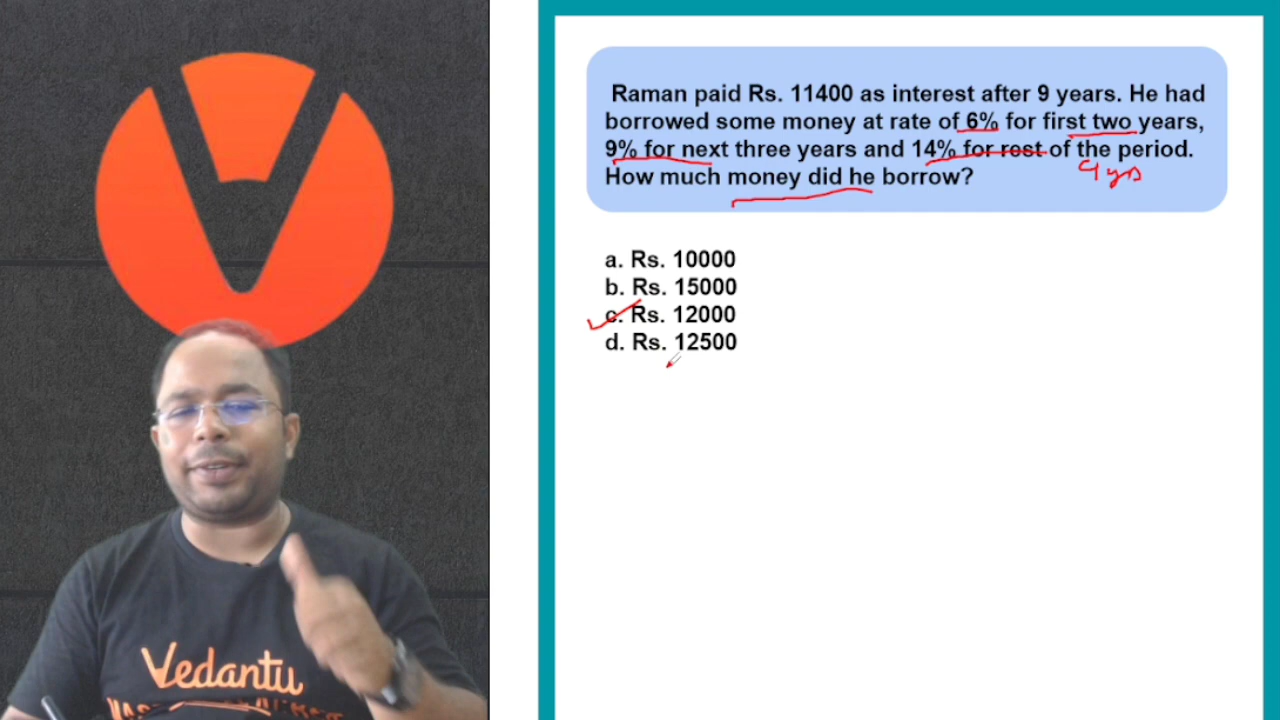 Raman paid Rs. 11400 as interest after 9 years. He had
borrowed some money at rate of 6% for first two years,
9% for next three years and 14% for rest of the period.
4 yrs
How much money did he borrow?
a. Rs. 10000
b. Rs. 15000
c. Rs. 12000
d. Rs. 12500
Vedantu